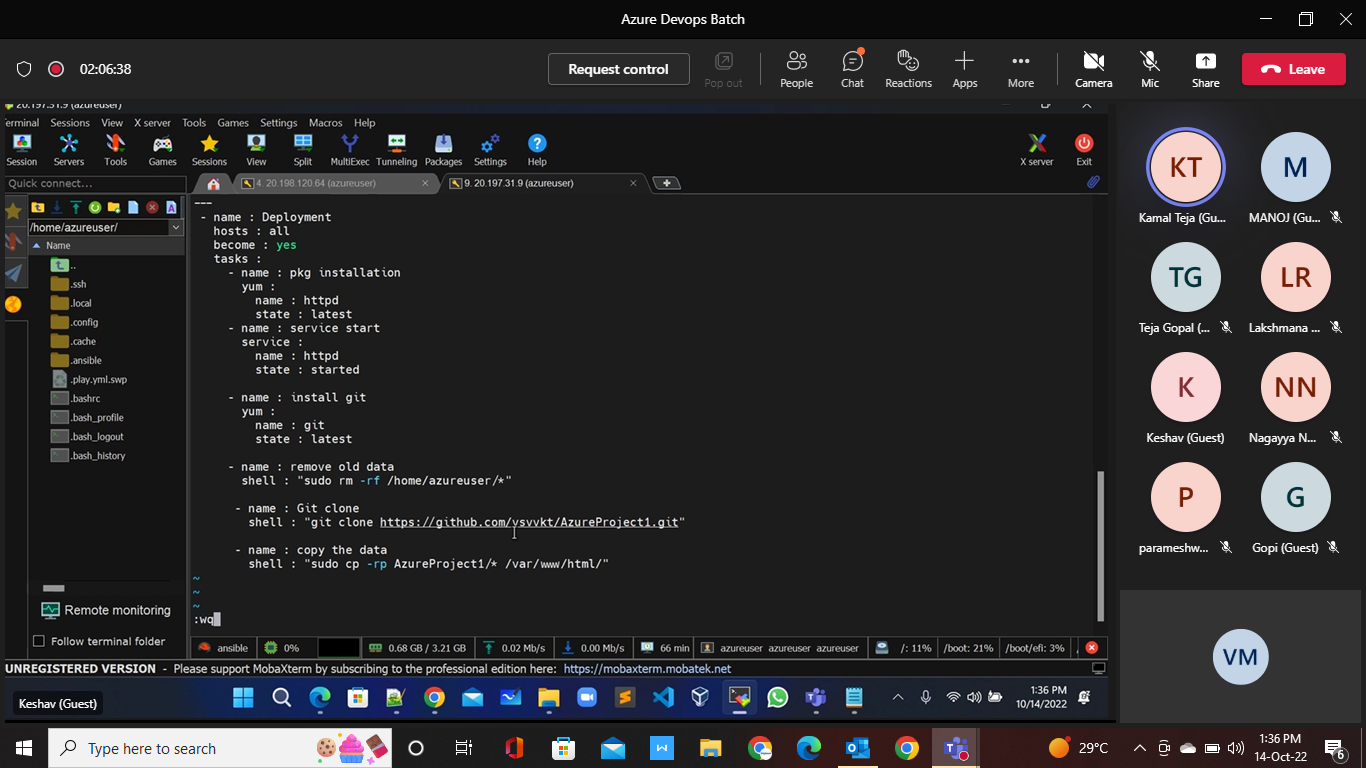 Azure Devops Batch
02:06:38
Request control
Pop out
People
Chat
Reactions
Apps
More
Camera
Mic
Share
Leave
20.197.31.9 (azureuser)
erminal Sessions View X server Tools Games Settings Macros Help
Session Servers Tools Games Sessions View Split MultiExec Tunneling Packages Settings Help
X server Exit
Quick connect...
4. 20.198.120.64 (azureuser)
9. 20.197.31.9 (azureuser)
/home/azureuser/
Name
..
.ssh
.local
.config
.cache
.ansible
.play.yml.swp
.bashrc
.bash_profile
.bash_logout
.bash_history
Remote monitoring
Follow terminal folder
---
- name : Deployment
hosts : all
become : yes
tasks :
- name : pkg installation
yum :
name : httpd
state : latest
- name : service start
service :
name : httpd
state : started
- name : install git
yum :
name : git
state : latest
- name : remove old data
shell : "sudo rm -rf /home/azureuser/*"
- name : Git clone
shell : "git clone https://github.com/vsvvkt/AzureProject1.git"
- name : copy the data
shell : "sudo cp -rp AzureProject1/* /var/www/html/"
~
~
~
:wq
ansible 0% 0.68 GB / 3.21 GB 0.02 Mb/s 0.00 Mb/s 66 min azureuser azureuser azureuser /: 11% /boot: 21% /boot/efi: 3% /
UNREGISTERED VERSION - Please support MobaXterm by subscribing to the professional edition here: https://mobaxterm.mobatek.net
Keshav (Guest)
1:36 PM
10/14/2022
KT
Kamal Teja (Gu...
M
MANOJ (Gu...
TG
Teja Gopal (...
LR
Lakshmana ...
K
Keshav (Guest)
NN
Nagayya N...
P
parameshw...
G
Gopi (Guest)
VM
Type here to search
W
29°C
1:36 PM
14-Oct-22
6